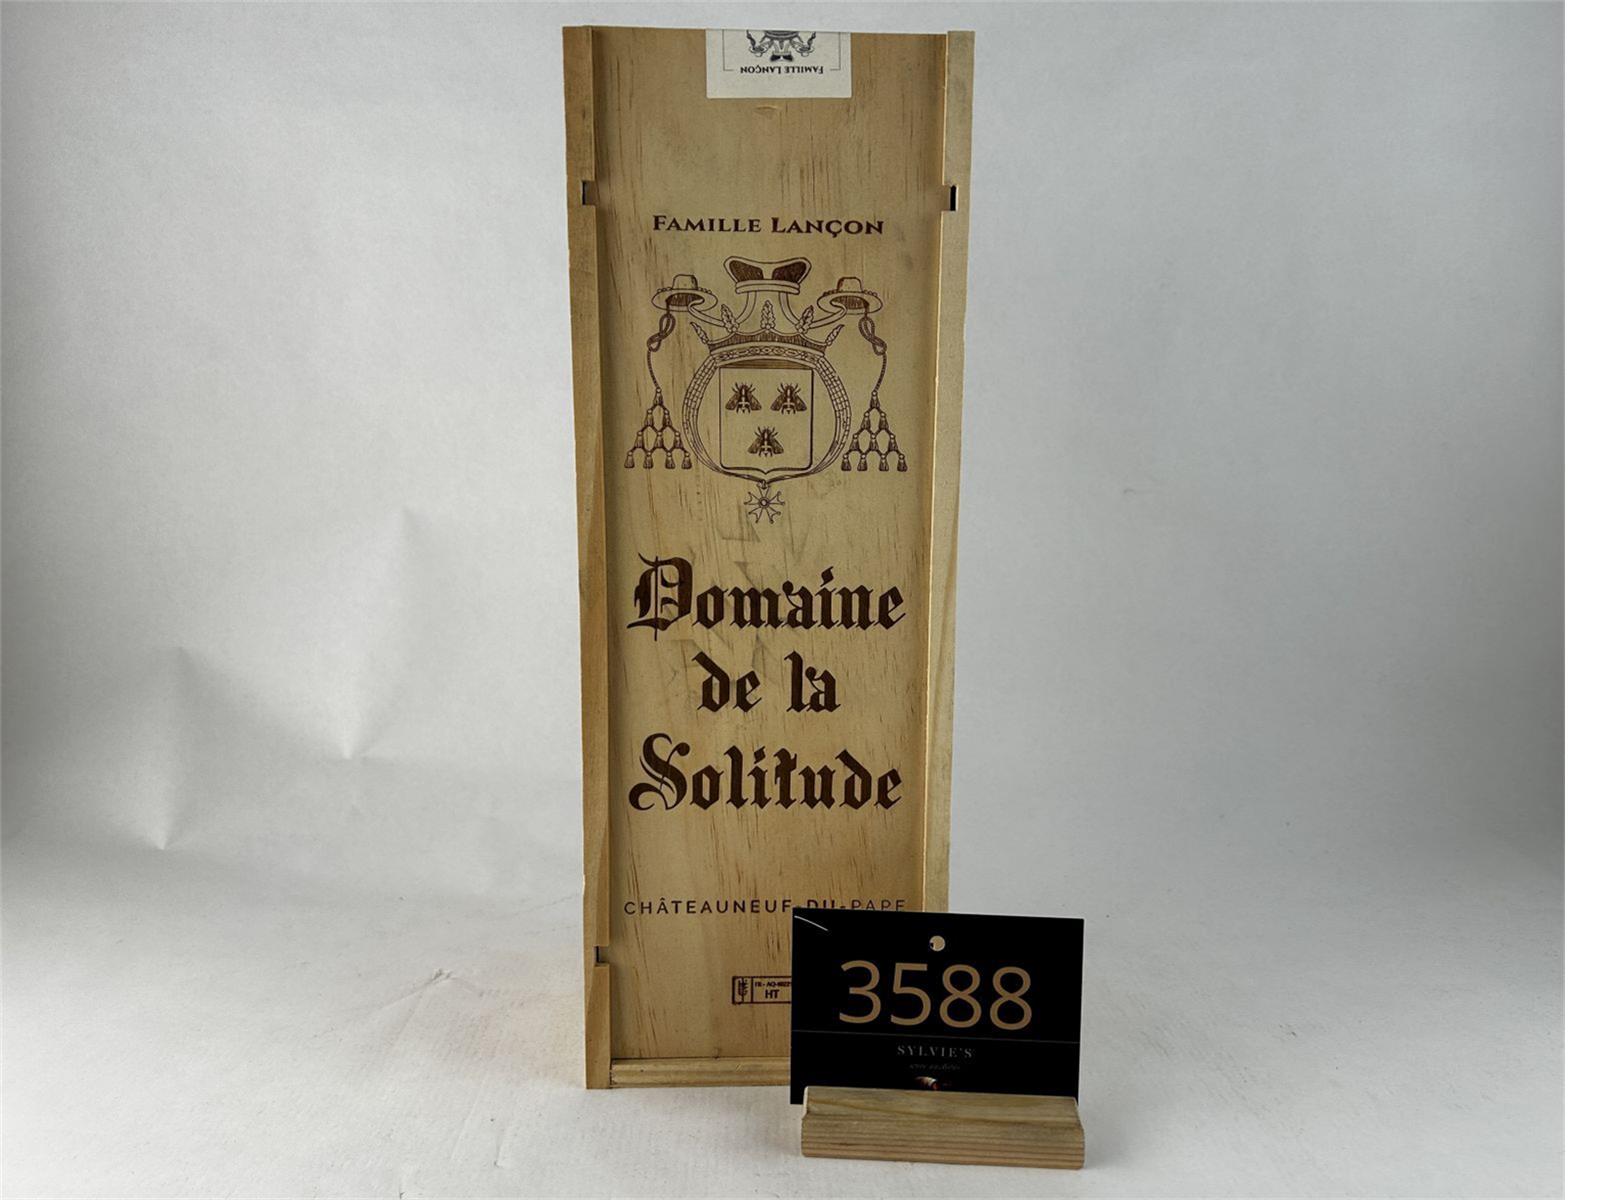 FAMILLE LANÇON
FAMILLE LANÇON
Domaine
de la
Solitude
CHÂTEAUNEUF-DU-PAPE
HT
3588
SYLVIE'S